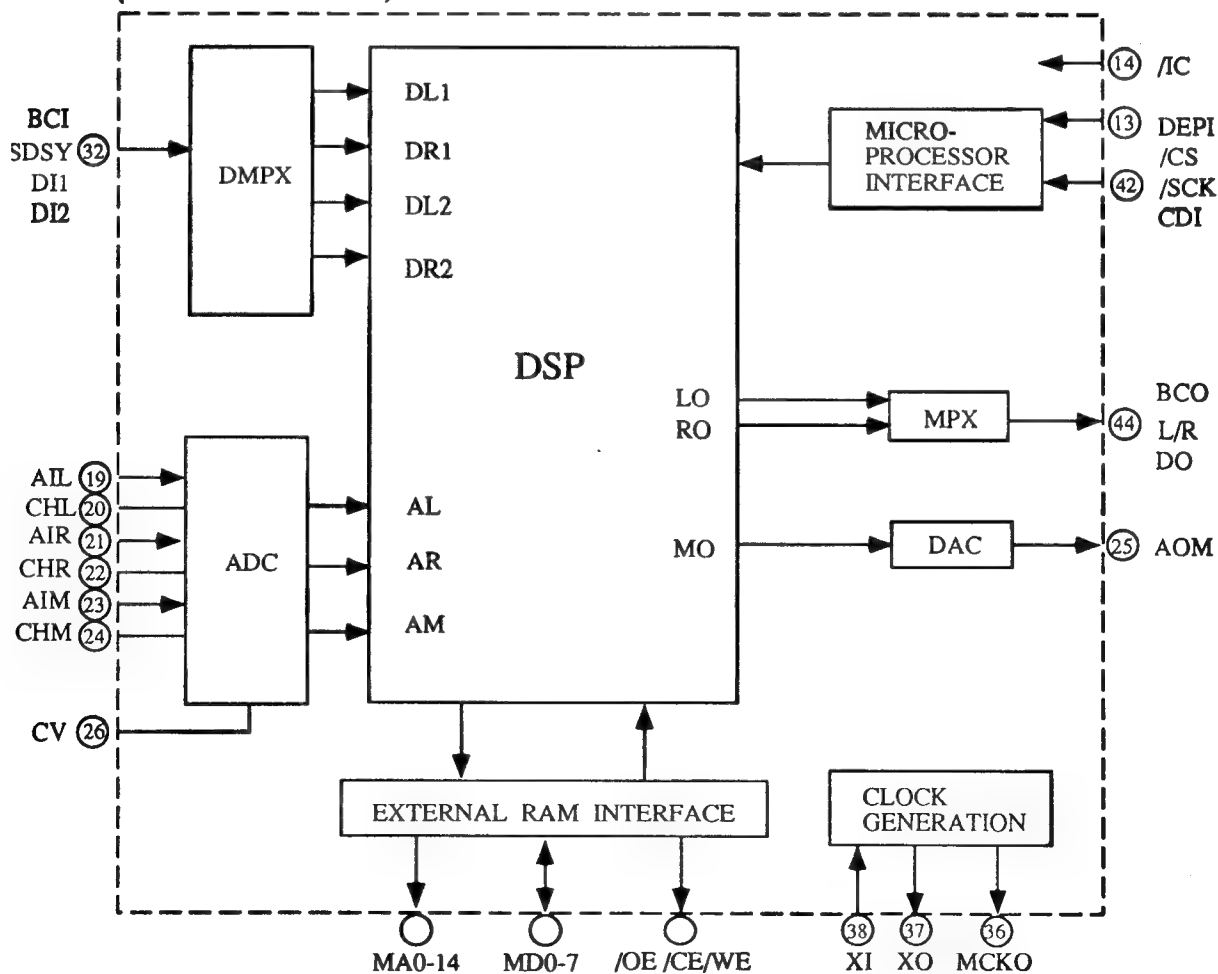 14 /IC
DL1
BCI
SDSY 32
DI1
DI2
DMPX
DR1
DL2
DR2
MICRO-
PROCESSOR
INTERFACE
13 DEPI
/CS
42 /SCK
CDI
DSP
LO
RO
MPX
BCO
44 L/R
DO
AIL 19
CHL 20
AIR 21
CHR 22
AIM 23
CHM 24
ADC
AL
AR
AM
MO
DAC
25 AOM
CV 26
EXTERNAL RAM INTERFACE
CLOCK
GENERATION
38 37 36
MA0-14 MD0-7 /OE /CE/WE XI XO MCKO